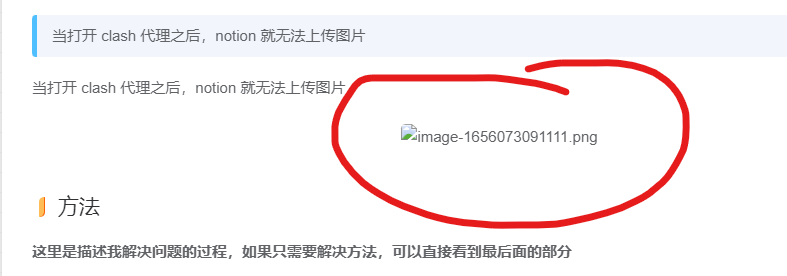 当打开 clash 代理之后，notion 就无法上传图片
当打开 clash 代理之后，notion 就无法上传图片
image-1656073091111.png
方法
这里是描述我解决问题的过程，如果只需要解决方法，可以直接看到最后面的部分